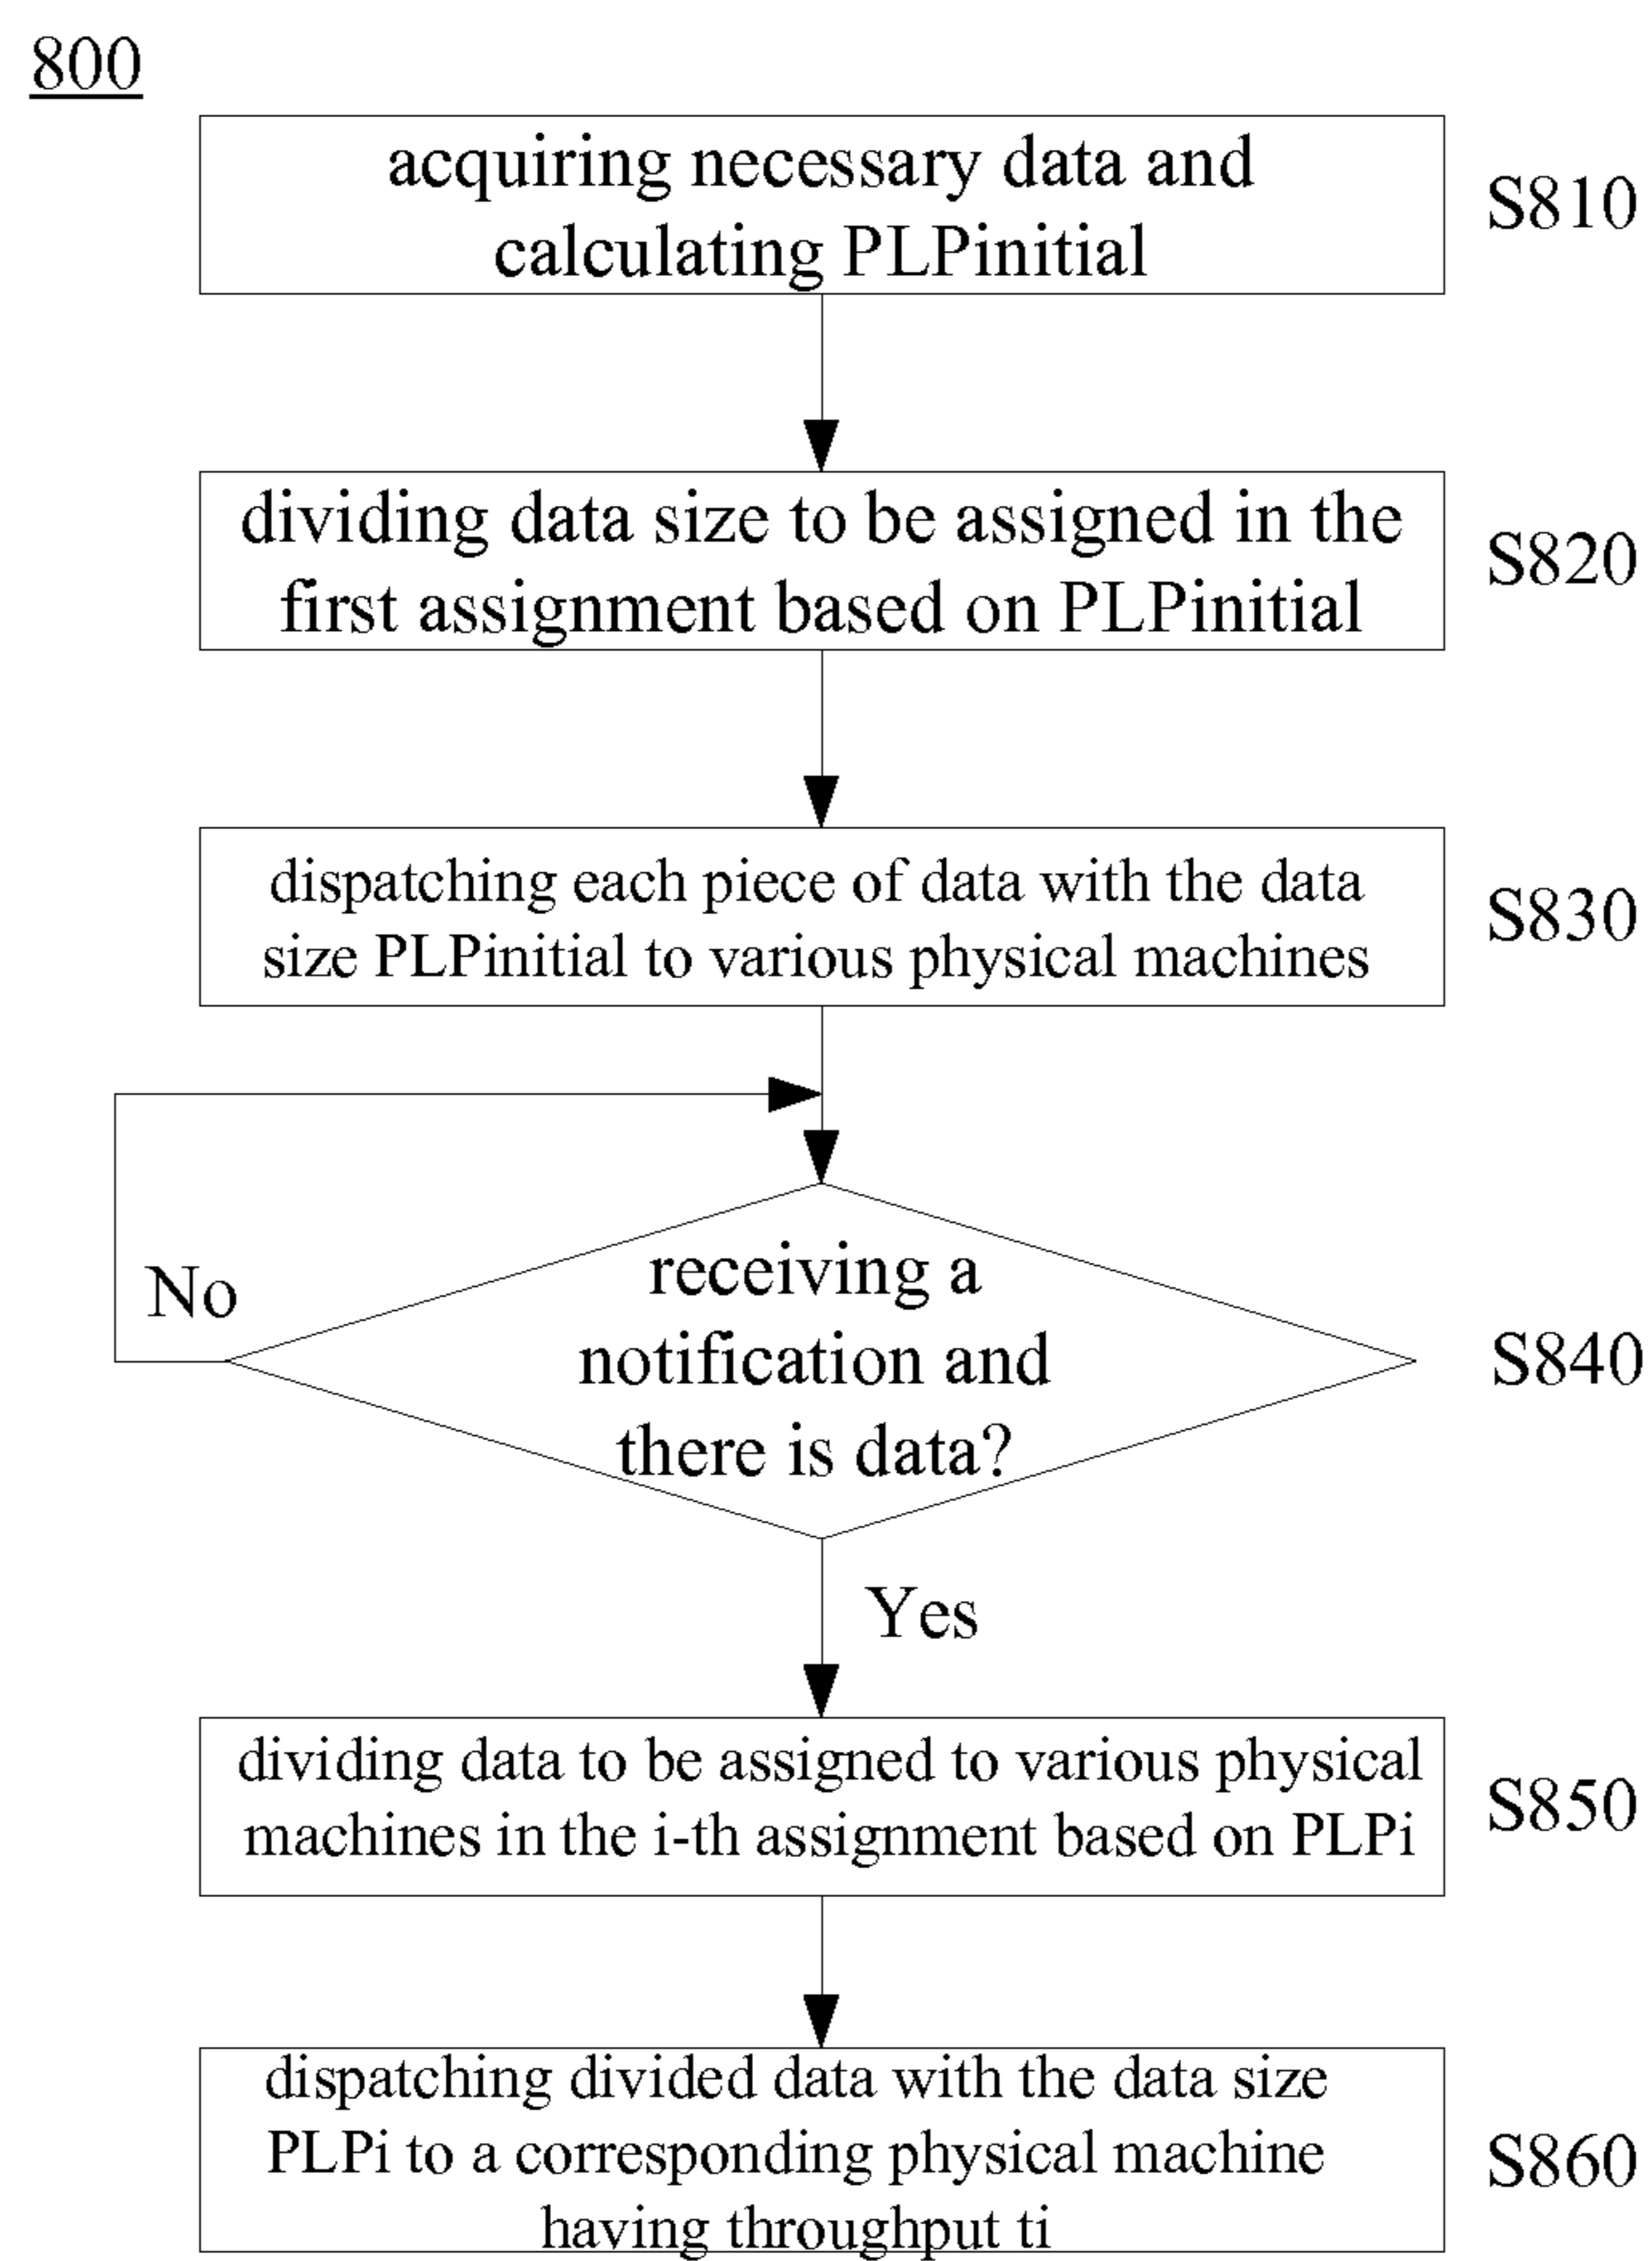 800
acquiring necessary data and
calculating PLPinitial
S810
dividing data size to be assigned in the
first assignment based on PLPinitial
S820
dispatching each piece of data with the data
size PLPinitial to various physical machines
S830
receiving a
notification and
there is data?
S840
No
Yes
dividing data to be assigned to various physical
machines in the i-th assignment based on PLPi
S850
dispatching divided data with the data size
PLPi to a corresponding physical machine
having throughput ti
S860